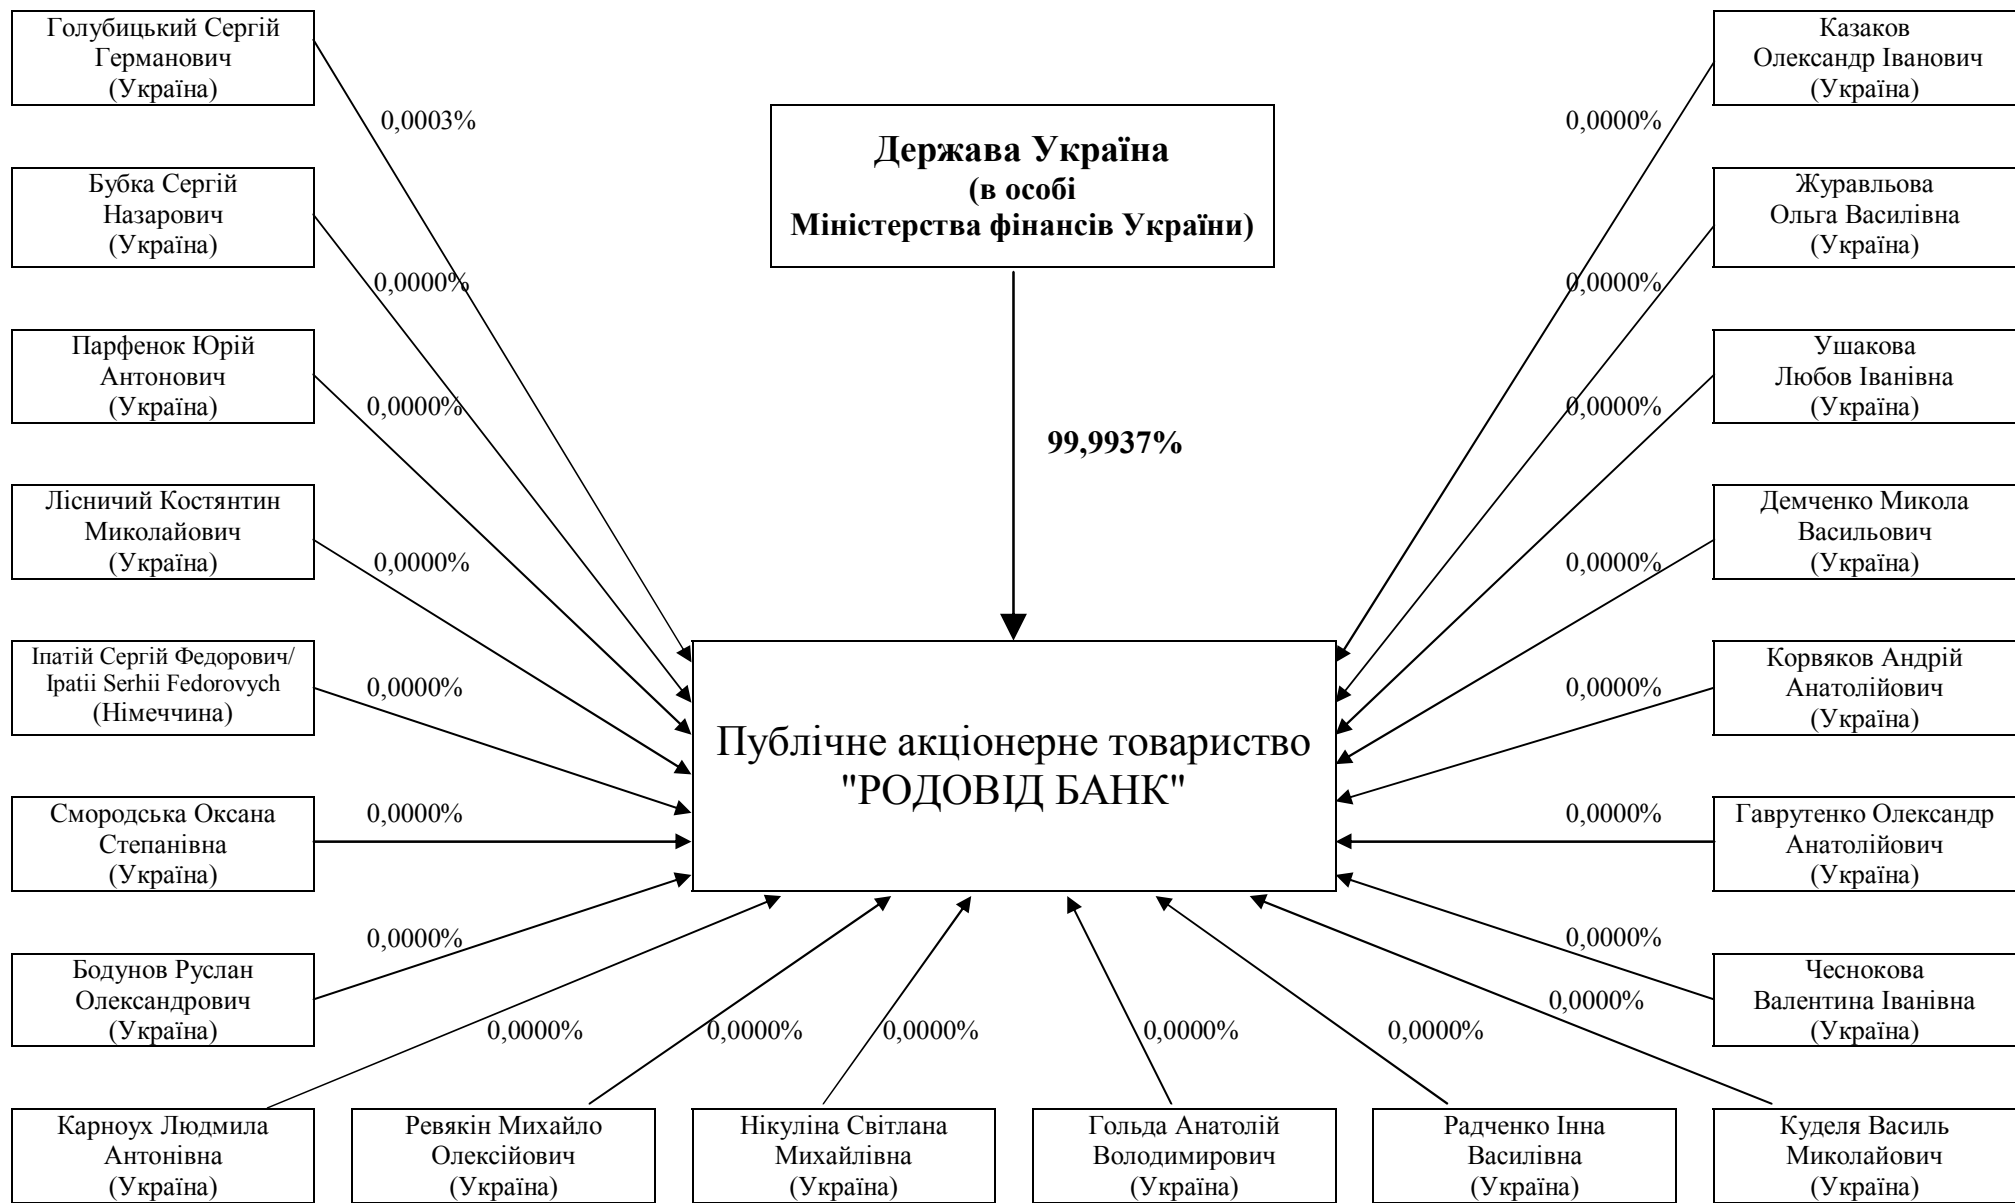 Голубицький Сергій
Германович
(Україна)
Казаков
Олександр Іванович
(Україна)
0,0003%
0,0000%
Держава Україна
(в особі
Міністерства фінансів України)
Бубка Сергій
Назарович
(Україна)
Журавльова
Ольга Василівна
(Україна)
0,0000%
0,0000%
Парфенок Юрій
Антонович
(Україна)
Ушакова
Любов Іванівна
(Україна)
0,0000%
0,0000%
99,9937%
Лісничий Костянтин
Миколайович
(Україна)
Демченко Микола
Васильович
(Україна)
0,0000%
0,0000%
Іпатій Сергій Федорович/
Ipatii Serhii Fedorovych
(Німеччина)
Корвяков Андрій
Анатолійович
(Україна)
0,0000%
0,0000%
Публічне акціонерне товариство
"РОДОВІД БАНК"
Смородська Оксана
Степанівна
(Україна)
Гаврутенко Олександр
Анатолійович
(Україна)
0,0000%
0,0000%
Бодунов Руслан
Олександрович
(Україна)
Чеснокова
Валентина Іванівна
(Україна)
0,0000%
0,0000%
0,0000%
0,0000%
0,0000%
0,0000%
0,0000%
0,0000%
Карноух Людмила
Антонівна
(Україна)
Ревякін Михайло
Олексійович
(Україна)
Нікуліна Світлана
Михайлівна
(Україна)
Гольда Анатолій
Володимирович
(Україна)
Радченко Інна
Василівна
(Україна)
Куделя Василь
Миколайович
(Україна)